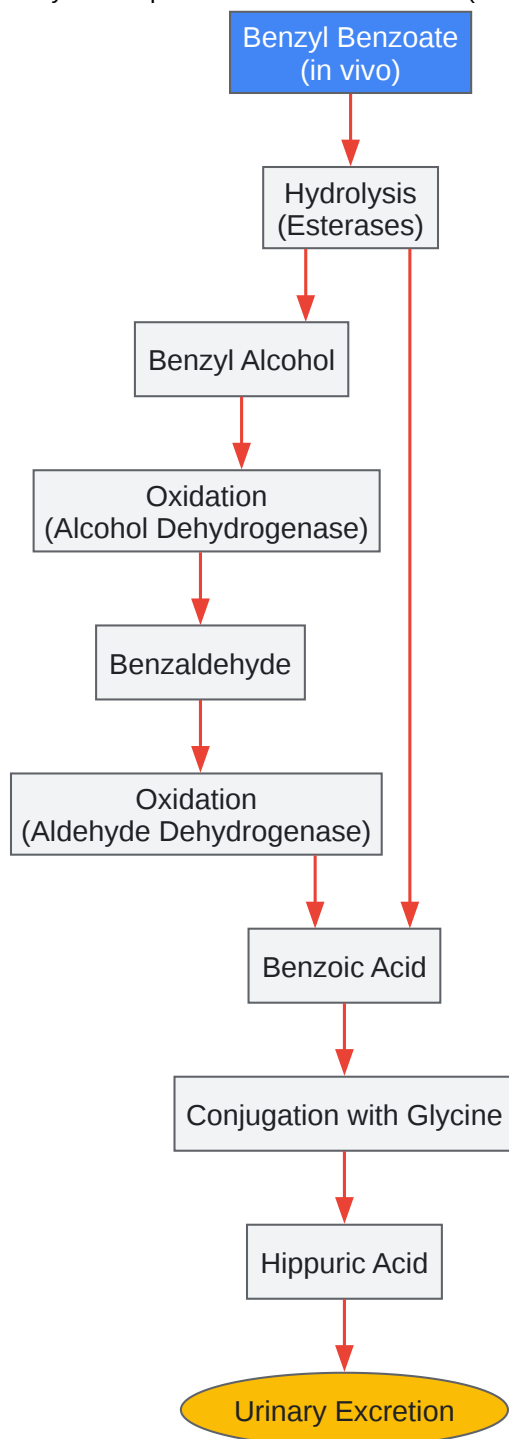 Benzyl Benzoate
(in vivo)
Hydrolysis
(Esterases)
Benzyl Alcohol
Oxidation
(Alcohol Dehydrogenase)
Benzaldehyde
Oxidation
(Aldehyde Dehydrogenase)
Benzoic Acid
Conjugation with Glycine
Hippuric Acid
Urinary Excretion